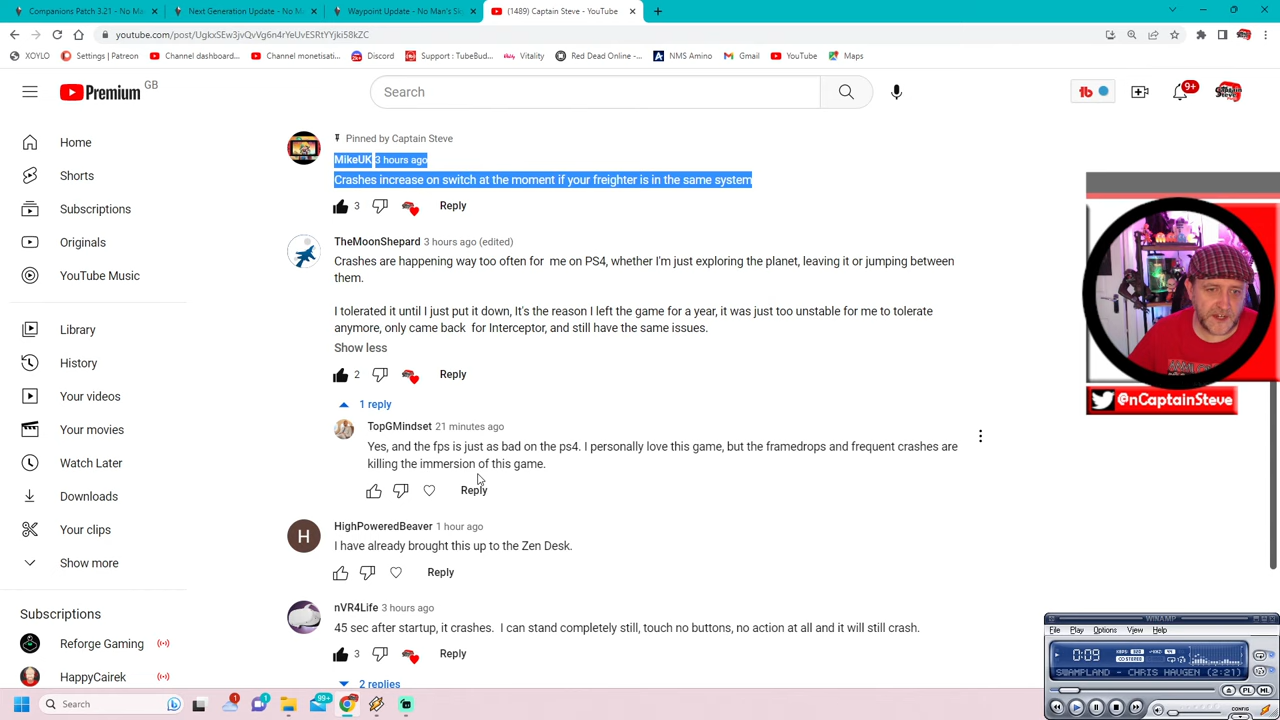 Companions Patch 3.21 - No Ma
Next Generation Update - No M
Waypoint Update - No Man's Sk
(1489) Captain Steve - YouTube
youtube.com/post/UgkxSEw3jvQvVg6n4rYeUvESRtYYjki58kZC
XOYLO
Settings | Patreon
Channel dashboard...
Channel monetisati...
Discord
Support : TubeBud...
Vitality
Red Dead Online -...
NMS Amino
Gmail
YouTube
Maps
Premium GB
Search
tb
9+
Home
Shorts
Subscriptions
Originals
YouTube Music
Library
History
Your videos
Your movies
Watch Later
Downloads
Your clips
Show more
Subscriptions
Reforge Gaming
HappyCairek
Pinned by Captain Steve
MikeUK 3 hours ago
Crashes increase on switch at the moment if your freighter is in the same system
3 Reply
TheMoonShepard 3 hours ago (edited)
Crashes are happening way too often for me on PS4, whether I'm just exploring the planet, leaving it or jumping between
them.
I tolerated it until I just put it down, It's the reason I left the game for a year, it was just too unstable for me to tolerate
anymore, only came back for Interceptor, and still have the same issues.
Show less
2 Reply
1 reply
TopGMindset 21 minutes ago
Yes, and the fps is just as bad on the ps4. I personally love this game, but the framedrops and frequent crashes are
killing the immersion of this game.
Reply
H
HighPoweredBeaver 1 hour ago
I have already brought this up to the Zen Desk.
Reply
nVR4Life 3 hours ago
45 sec after startup, it crashes. I can stand completely still, touch no buttons, no action at all and it will still crash.
3 Reply
2 replies
@nCaptainSteve
WINAMP
File Play Options View Help
0:09
SWAMPLAND - CHRIS HAUGEN (2:21)
PL ML
CONFIG
Search
1
1
99+